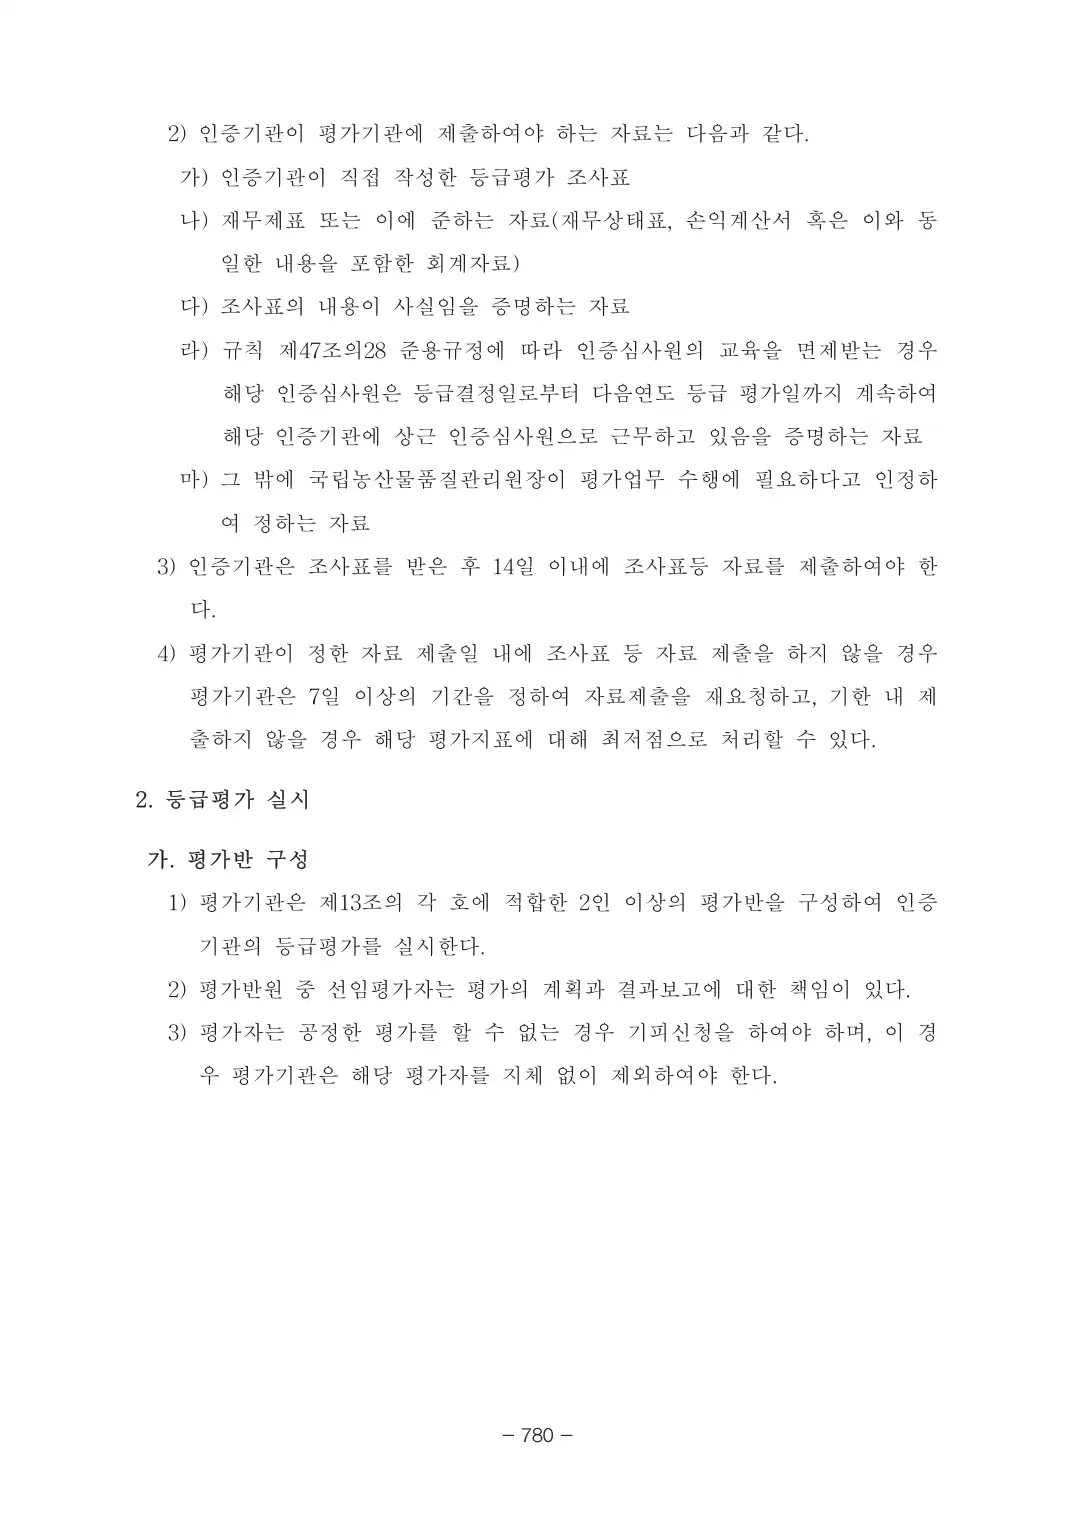 2) 인증기관이 평가기관에 제출하여야 하는 자료는 다음과 같다.
가) 인증기관이 직접 작성한 등급평가 조사표
나) 재무제표 또는 이에 준하는 자료(재무상태표, 손익계산서 혹은 이와 동
일한 내용을 포함한 회계자료)
다) 조사표의 내용이 사실임을 증명하는 자료
라) 규칙 제47조의28 준용규정에 따라 인증심사원의 교육을 면제받는 경우
해당 인증심사원은 등급결정일로부터 다음연도 등급 평가일까지 계속하여
해당 인증기관에 상근 인증심사원으로 근무하고 있음을 증명하는 자료
마) 그 밖에 국립농산물품질관리원장이 평가업무 수행에 필요하다고 인정하
여 정하는 자료
3) 인증기관은 조사표를 받은 후 14일 이내에 조사표등 자료를 제출하여야 한
다.
4) 평가기관이 정한 자료 제출일 내에 조사표 등 자료 제출을 하지 않을 경우
평가기관은 7일 이상의 기간을 정하여 자료제출을 재요청하고, 기한 내 제
출하지 않을 경우 해당 평가지표에 대해 최저점으로 처리할 수 있다.
2. 등급평가 실시
가. 평가반 구성
1) 평가기관은 제13조의 각 호에 적합한 2인 이상의 평가반을 구성하여 인증
기관의 등급평가를 실시한다.
2) 평가반원 중 선임평가자는 평가의 계획과 결과보고에 대한 책임이 있다.
3) 평가자는 공정한 평가를 할 수 없는 경우 기피신청을 하여야 하며, 이 경
우 평가기관은 해당 평가자를 지체 없이 제외하여야 한다.
- 780 -